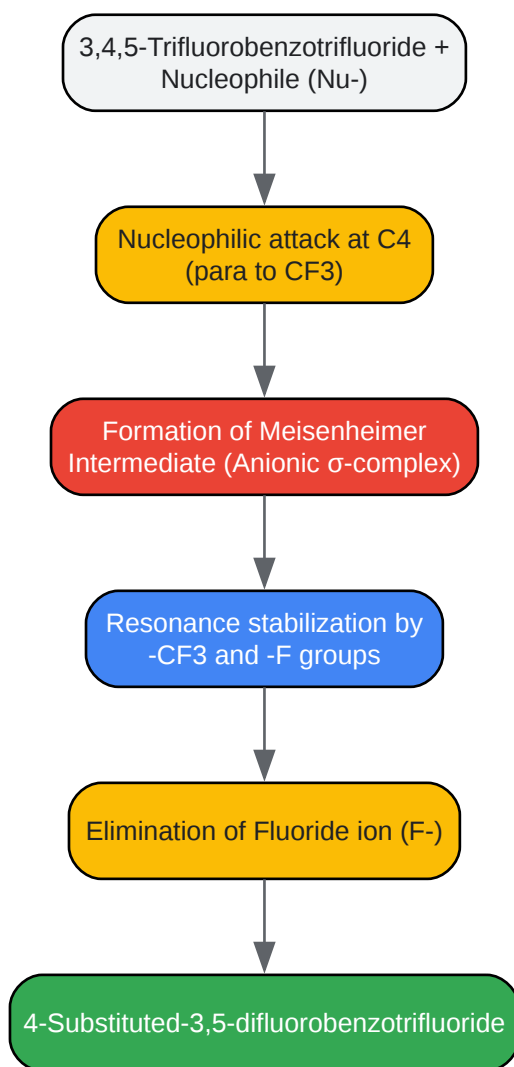 3,4,5-Trifluorobenzotrifluoride +
Nucleophile (Nu-)
Nucleophilic attack at C4
(para to CF3)
Formation of Meisenheimer
Intermediate (Anionic σ-complex)
Resonance stabilization by
-CF3 and -F groups
Elimination of Fluoride ion (F-)
4-Substituted-3,5-difluorobenzotrifluoride